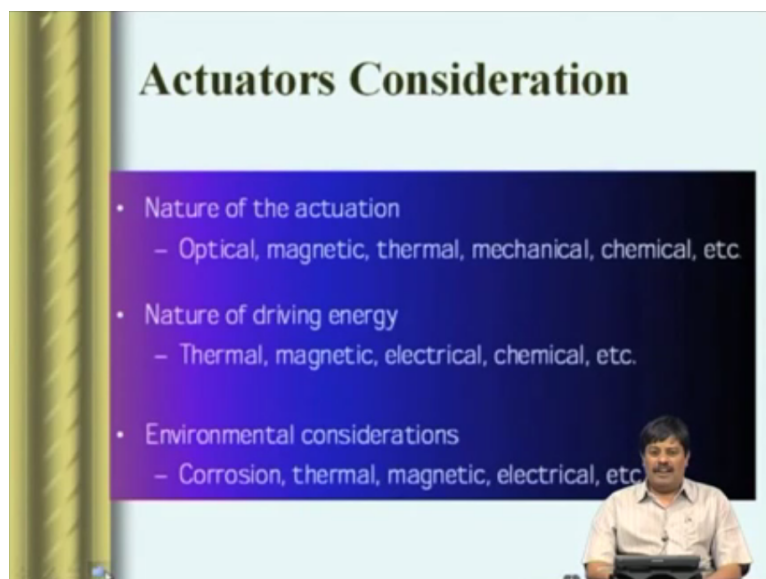 Actuators Consideration
• Nature of the actuation
– Optical, magnetic, thermal, mechanical, chemical, etc.
• Nature of driving energy
– Thermal, magnetic, electrical, chemical, etc.
• Environmental considerations
– Corrosion, thermal, magnetic, electrical, etc